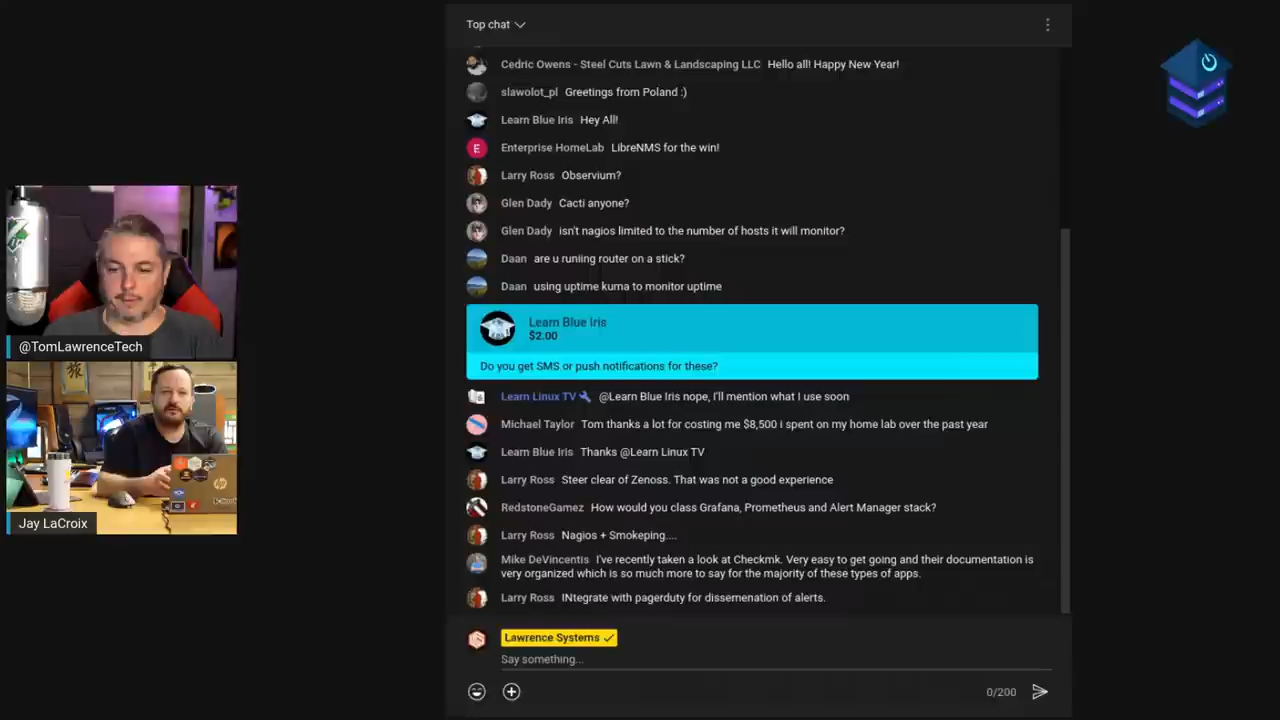 Top chat
Cedric Owens - Steel Cuts Lawn & Landscaping LLC Hello all! Happy New Year!
slawolot_pl Greetings from Poland :)
Learn Blue Iris Hey All!
E Enterprise HomeLab LibreNMS for the win!
Larry Ross Observium?
Glen Dady Cacti anyone?
Glen Dady isn't nagios limited to the number of hosts it will monitor?
Daan are u runiing router on a stick?
Daan using uptime kuma to monitor uptime
Learn Blue Iris
$2.00
Do you get SMS or push notifications for these?
Learn Linux TV @Learn Blue Iris nope, I'll mention what I use soon
Michael Taylor Tom thanks a lot for costing me $8,500 i spent on my home lab over the past year
Learn Blue Iris Thanks @Learn Linux TV
Larry Ross Steer clear of Zenoss. That was not a good experience
RedstoneGamez How would you class Grafana, Prometheus and Alert Manager stack?
Larry Ross Nagios + Smokeping....
Mike DeVincentis I've recently taken a look at Checkmk. Very easy to get going and their documentation is
very organized which is so much more to say for the majority of these types of apps.
Larry Ross INtegrate with pagerduty for dissemenation of alerts.
Lawrence Systems
Say something...
0/200
@TomLawrenceTech
hp
Jay LaCroix